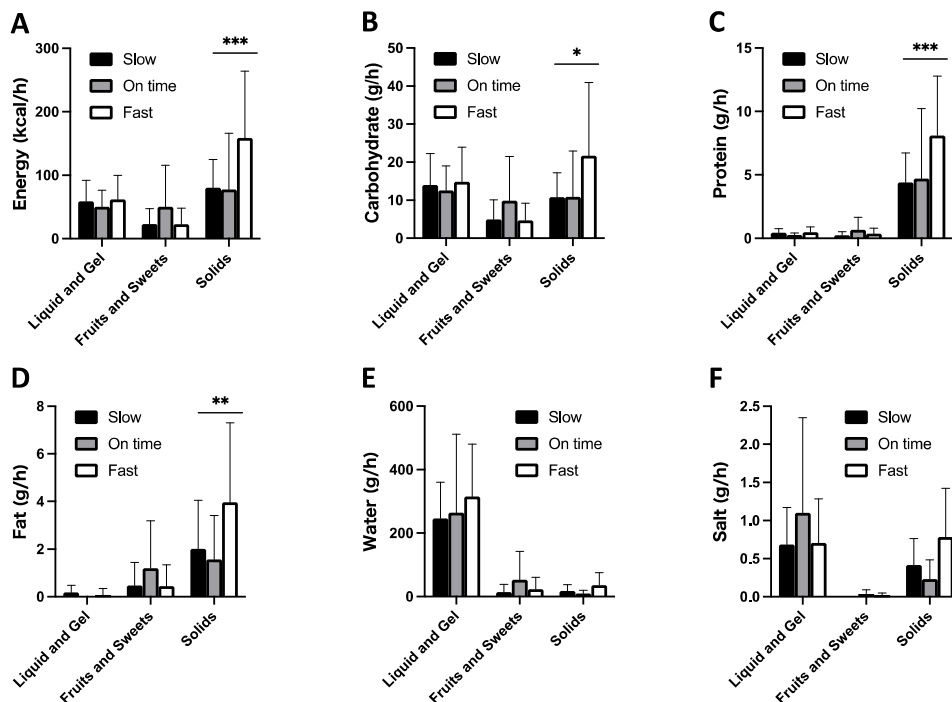 A
Energy (kcal/h)
300
200
100
0
Slow
On time
Fast
***
Liquid and Gel
Fruits and Sweets
Solids
B
Carbohydrate (g/h)
50
40
30
20
10
0
Slow
On time
Fast
*
Liquid and Gel
Fruits and Sweets
Solids
C
Protein (g/h)
15
10
5
0
Slow
On time
Fast
***
Liquid and Gel
Fruits and Sweets
Solids
D
Fat (g/h)
8
6
4
2
0
Slow
On time
Fast
**
Liquid and Gel
Fruits and Sweets
Solids
E
Water (g/h)
600
400
200
0
Slow
On time
Fast
Liquid and Gel
Fruits and Sweets
Solids
F
Salt (g/h)
2.5
2.0
1.5
1.0
0.5
0.0
Slow
On time
Fast
Liquid and Gel
Fruits and Sweets
Solids